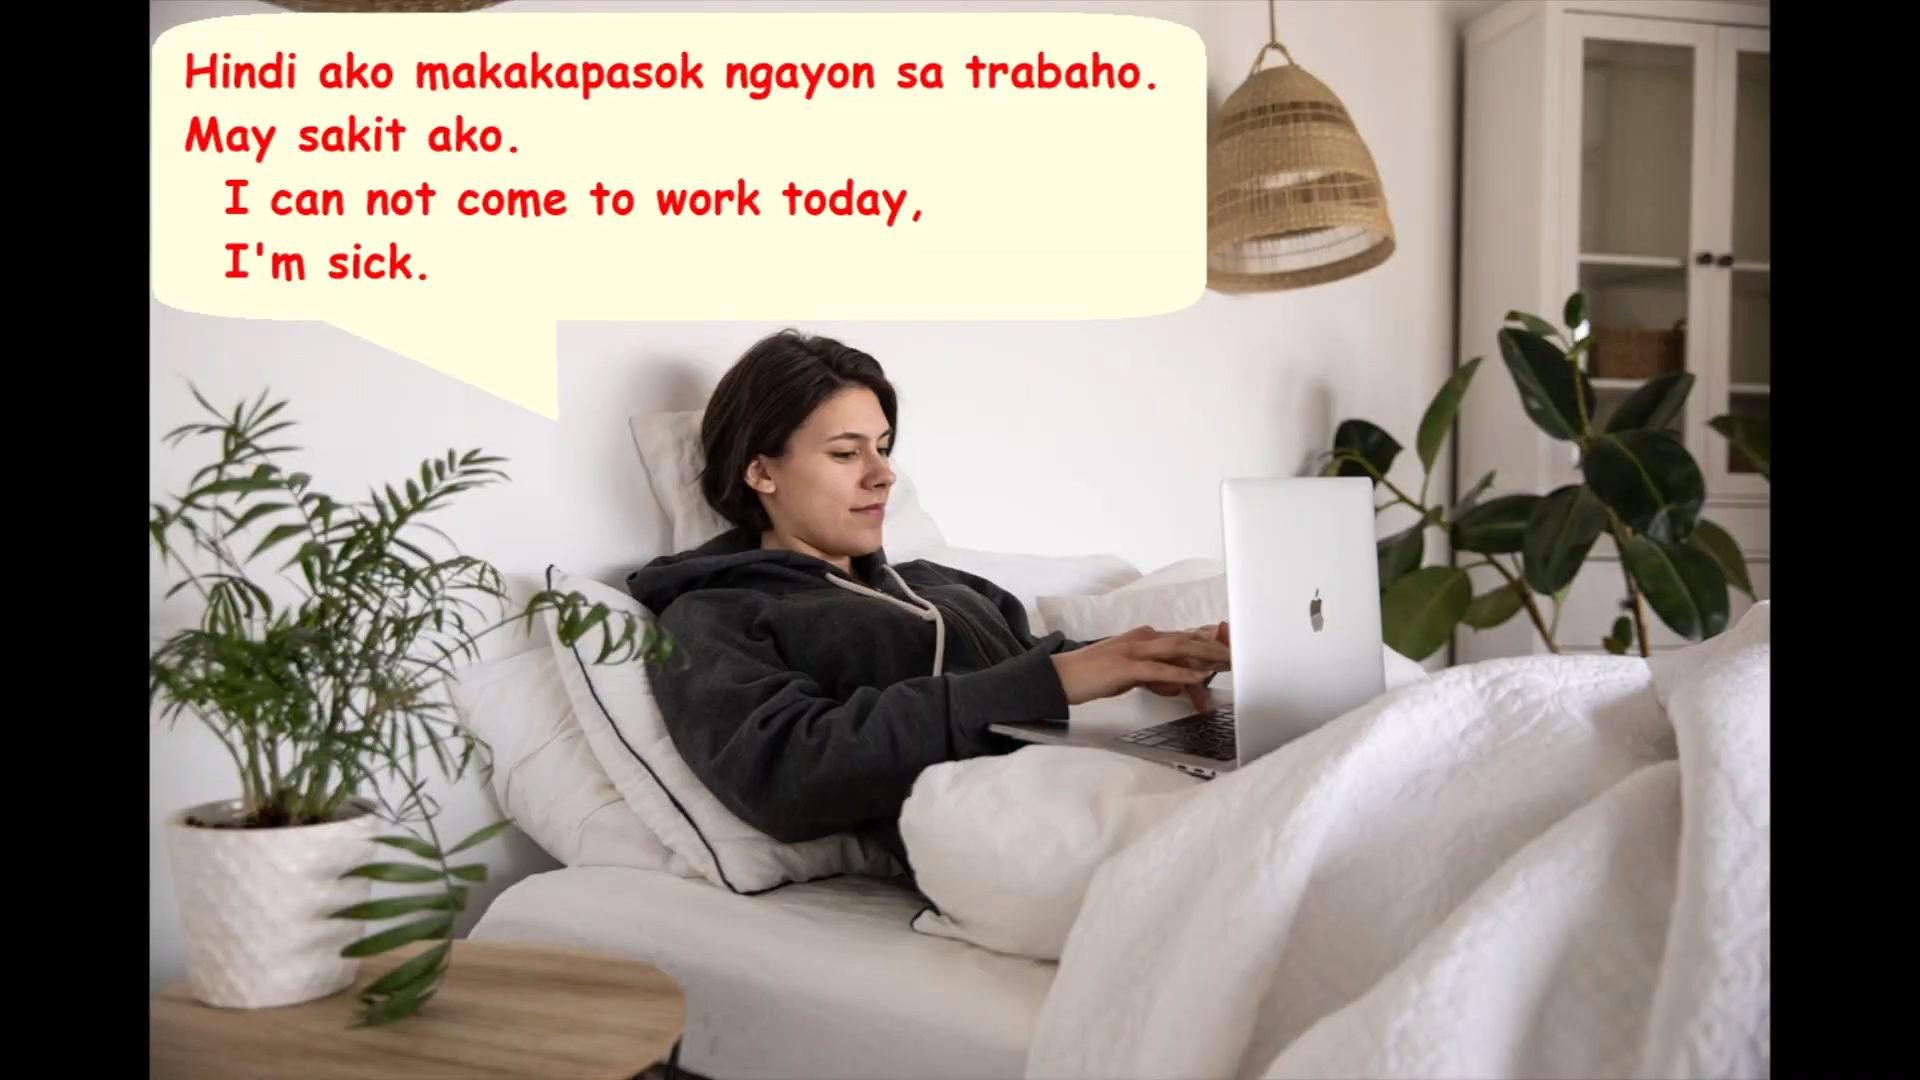 Hindi ako makakapasok ngayon sa trabaho.
May sakit ako.
I can not come to work today,
I'm sick.